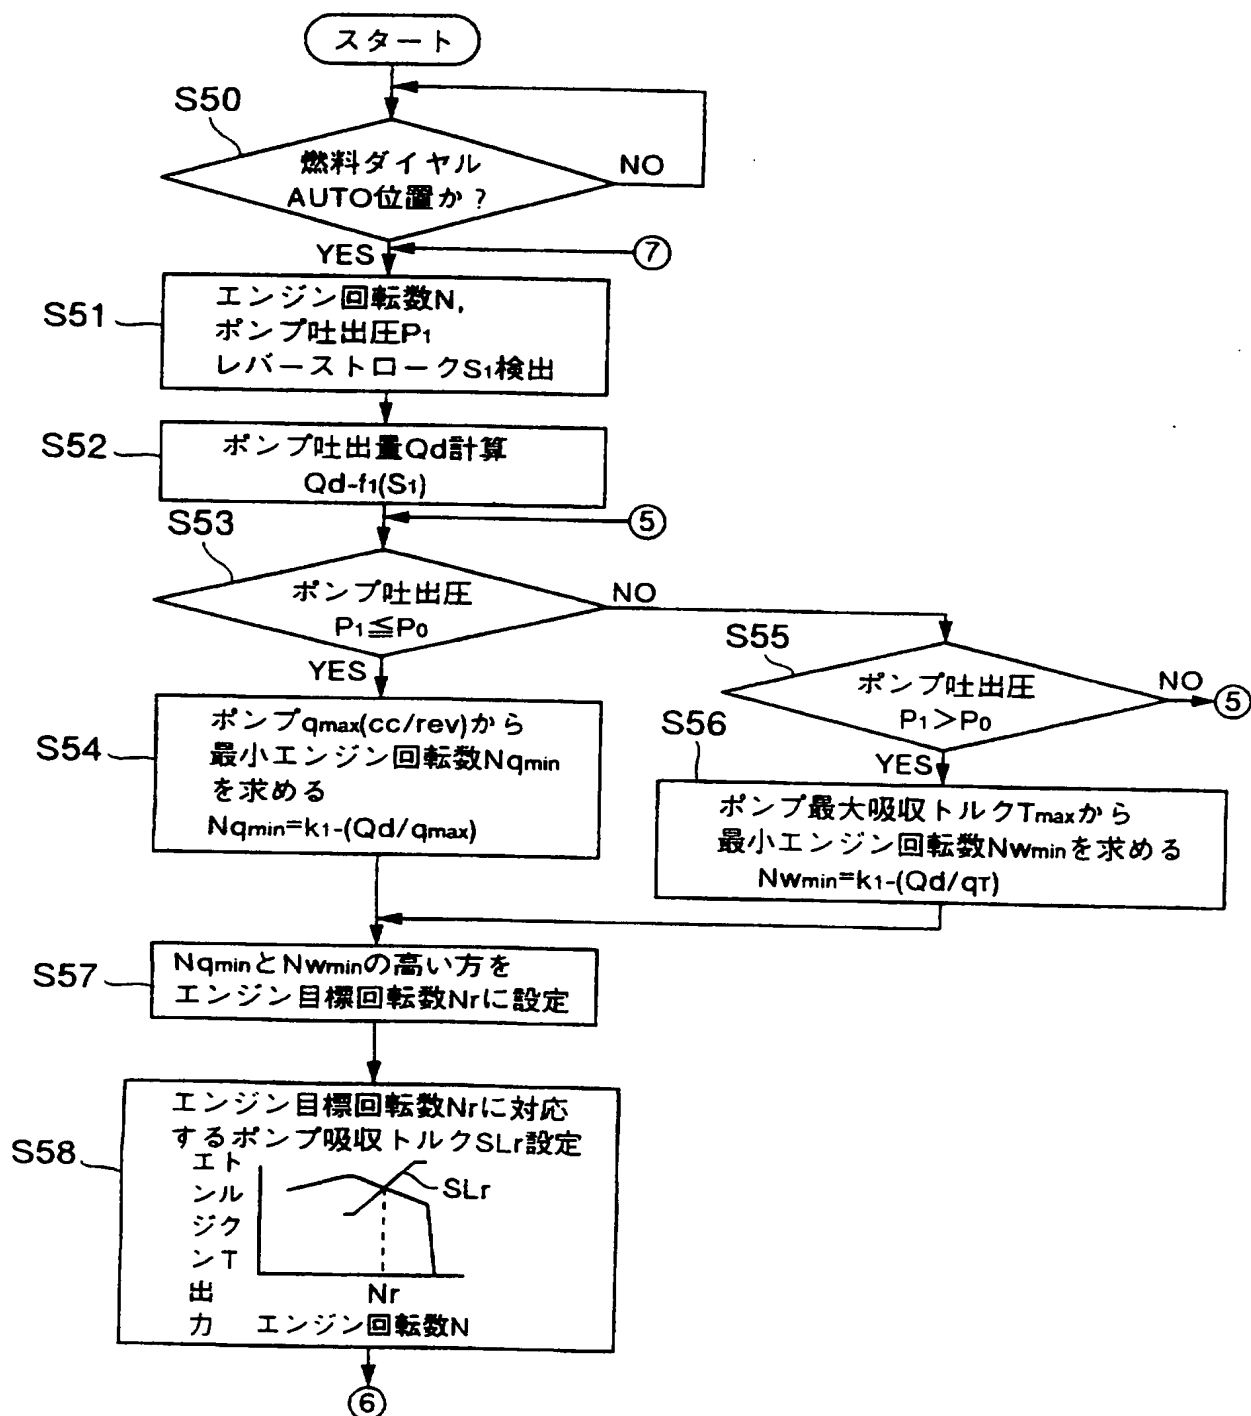 スタート
S50
燃料ダイヤル
AUTO位置か?
NO
YES
⑦
S51
エンジン回転数N,
ポンプ吐出圧P₁
レバーストロークS₁検出
S52
ポンプ吐出量Qd計算
Qd-f₁(S₁)
⑤
S53
ポンプ吐出圧
P₁≦P₀
NO
YES
S55
ポンプ吐出圧
P₁>P₀
NO
⑤
YES
S54
ポンプqmax(cc/rev)から
最小エンジン回転数Nqmin
を求める
Nqmin=k₁-(Qd/qmax)
S56
ポンプ最大吸収トルクTmaxから
最小エンジン回転数Nwminを求める
Nwmin=k₁-(Qd/qT)
S57
NqminとNwminの高い方を
エンジン目標回転数Nrに設定
S58
エンジン目標回転数Nrに対応
するポンプ吸収トルクSLr設定
エンジン出力
トルクT
SLr
Nr
エンジン回転数N
⑥